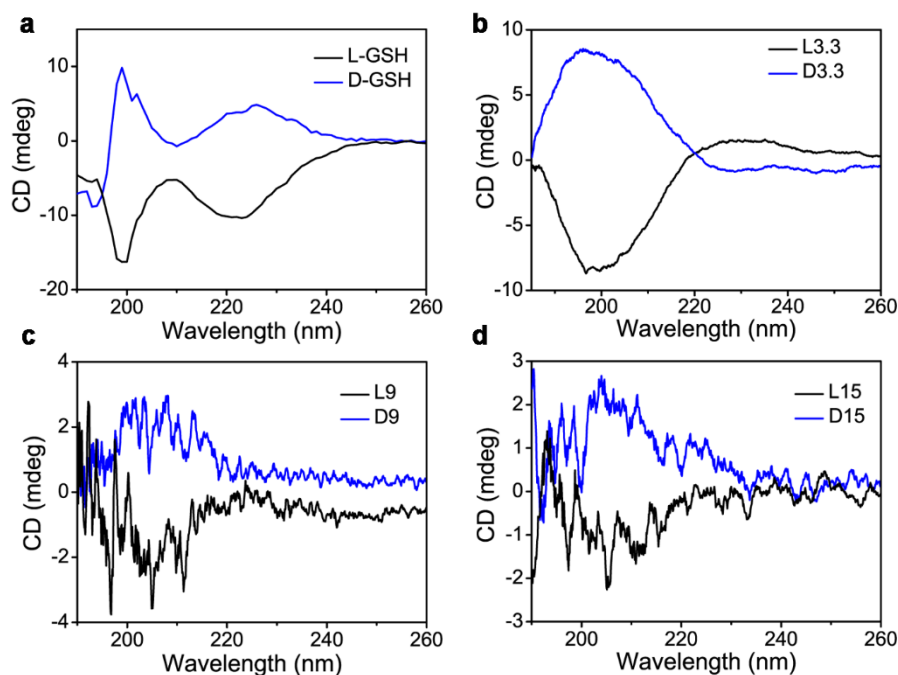 a
L-GSH
D-GSH
CD (mdeg)
10
0
-10
-20
200
220
240
260
Wavelength (nm)
b
L3.3
D3.3
CD (mdeg)
10
5
0
-5
-10
200
220
240
260
Wavelength (nm)
c
L9
D9
CD (mdeg)
4
2
0
-2
-4
200
220
240
260
Wavelength (nm)
d
L15
D15
CD (mdeg)
3
2
1
0
-1
-2
-3
200
220
240
260
Wavelength (nm)